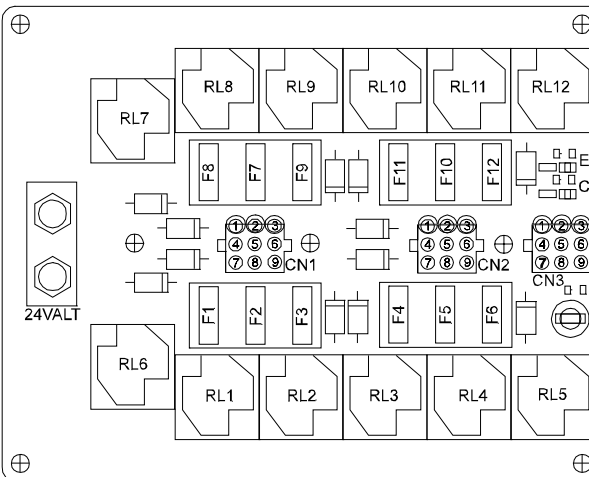 RL8 RL9 RL10 RL11 RL12
RL7
F8 F7 F9 F11 F10 F12
E
C
1 2 3 1 2 3 1 2 3
4 5 6 4 5 6 4 5 6
7 8 9 CN1 7 8 9 CN2 7 8 9
CN3
24VALT
F1 F2 F3 F4 F5 F6
RL6
RL1 RL2 RL3 RL4 RL5